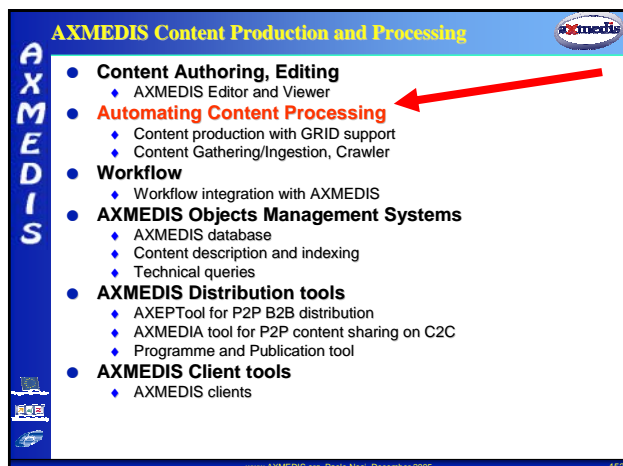 AXMEDIS Content Production and Processing
axmedis
AXMEDIS
Content Authoring, Editing
AXMEDIS Editor and Viewer
Automating Content Processing
Content production with GRID support
Content Gathering/Ingestion, Crawler
Workflow
Workflow integration with AXMEDIS
AXMEDIS Objects Management Systems
AXMEDIS database
Content description and indexing
Technical queries
AXMEDIS Distribution tools
AXEPTool for P2P B2B distribution
AXMEDIA tool for P2P content sharing on C2C
Programme and Publication tool
AXMEDIS Client tools
AXMEDIS clients